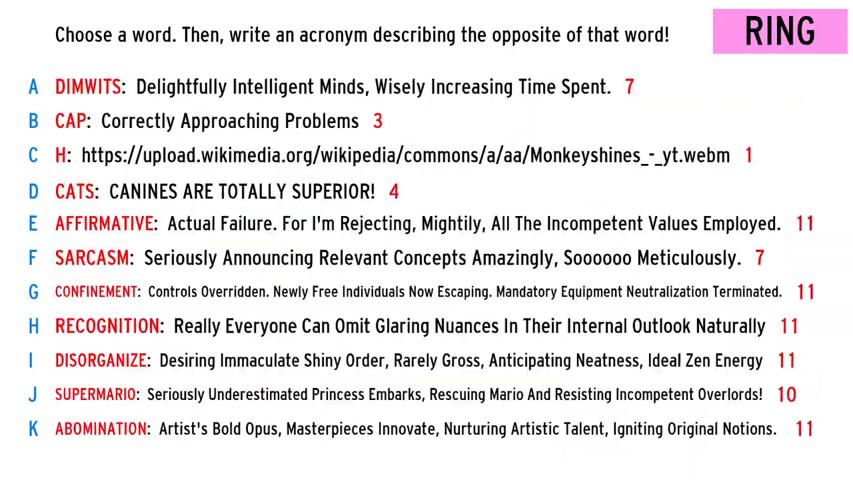 Choose a word. Then, write an acronym describing the opposite of that word!
RING
A DIMWITS: Delightfully Intelligent Minds, Wisely Increasing Time Spent. 7
B CAP: Correctly Approaching Problems 3
C H: https://upload.wikimedia.org/wikipedia/commons/a/aa/Monkeyshines_-_yt.webm 1
D CATS: CANINES ARE TOTALLY SUPERIOR! 4
E AFFIRMATIVE: Actual Failure. For I'm Rejecting, Mightily, All The Incompetent Values Employed. 11
F SARCASM: Seriously Announcing Relevant Concepts Amazingly, Soooooo Meticulously. 7
G CONFINEMENT: Controls Overridden. Newly Free Individuals Now Escaping. Mandatory Equipment Neutralization Terminated. 11
H RECOGNITION: Really Everyone Can Omit Glaring Nuances In Their Internal Outlook Naturally 11
I DISORGANIZE: Desiring Immaculate Shiny Order, Rarely Gross, Anticipating Neatness, Ideal Zen Energy 11
J SUPERMARIO: Seriously Underestimated Princess Embarks, Rescuing Mario And Resisting Incompetent Overlords! 10
K ABOMINATION: Artist's Bold Opus, Masterpieces Innovate, Nurturing Artistic Talent, Igniting Original Notions. 11